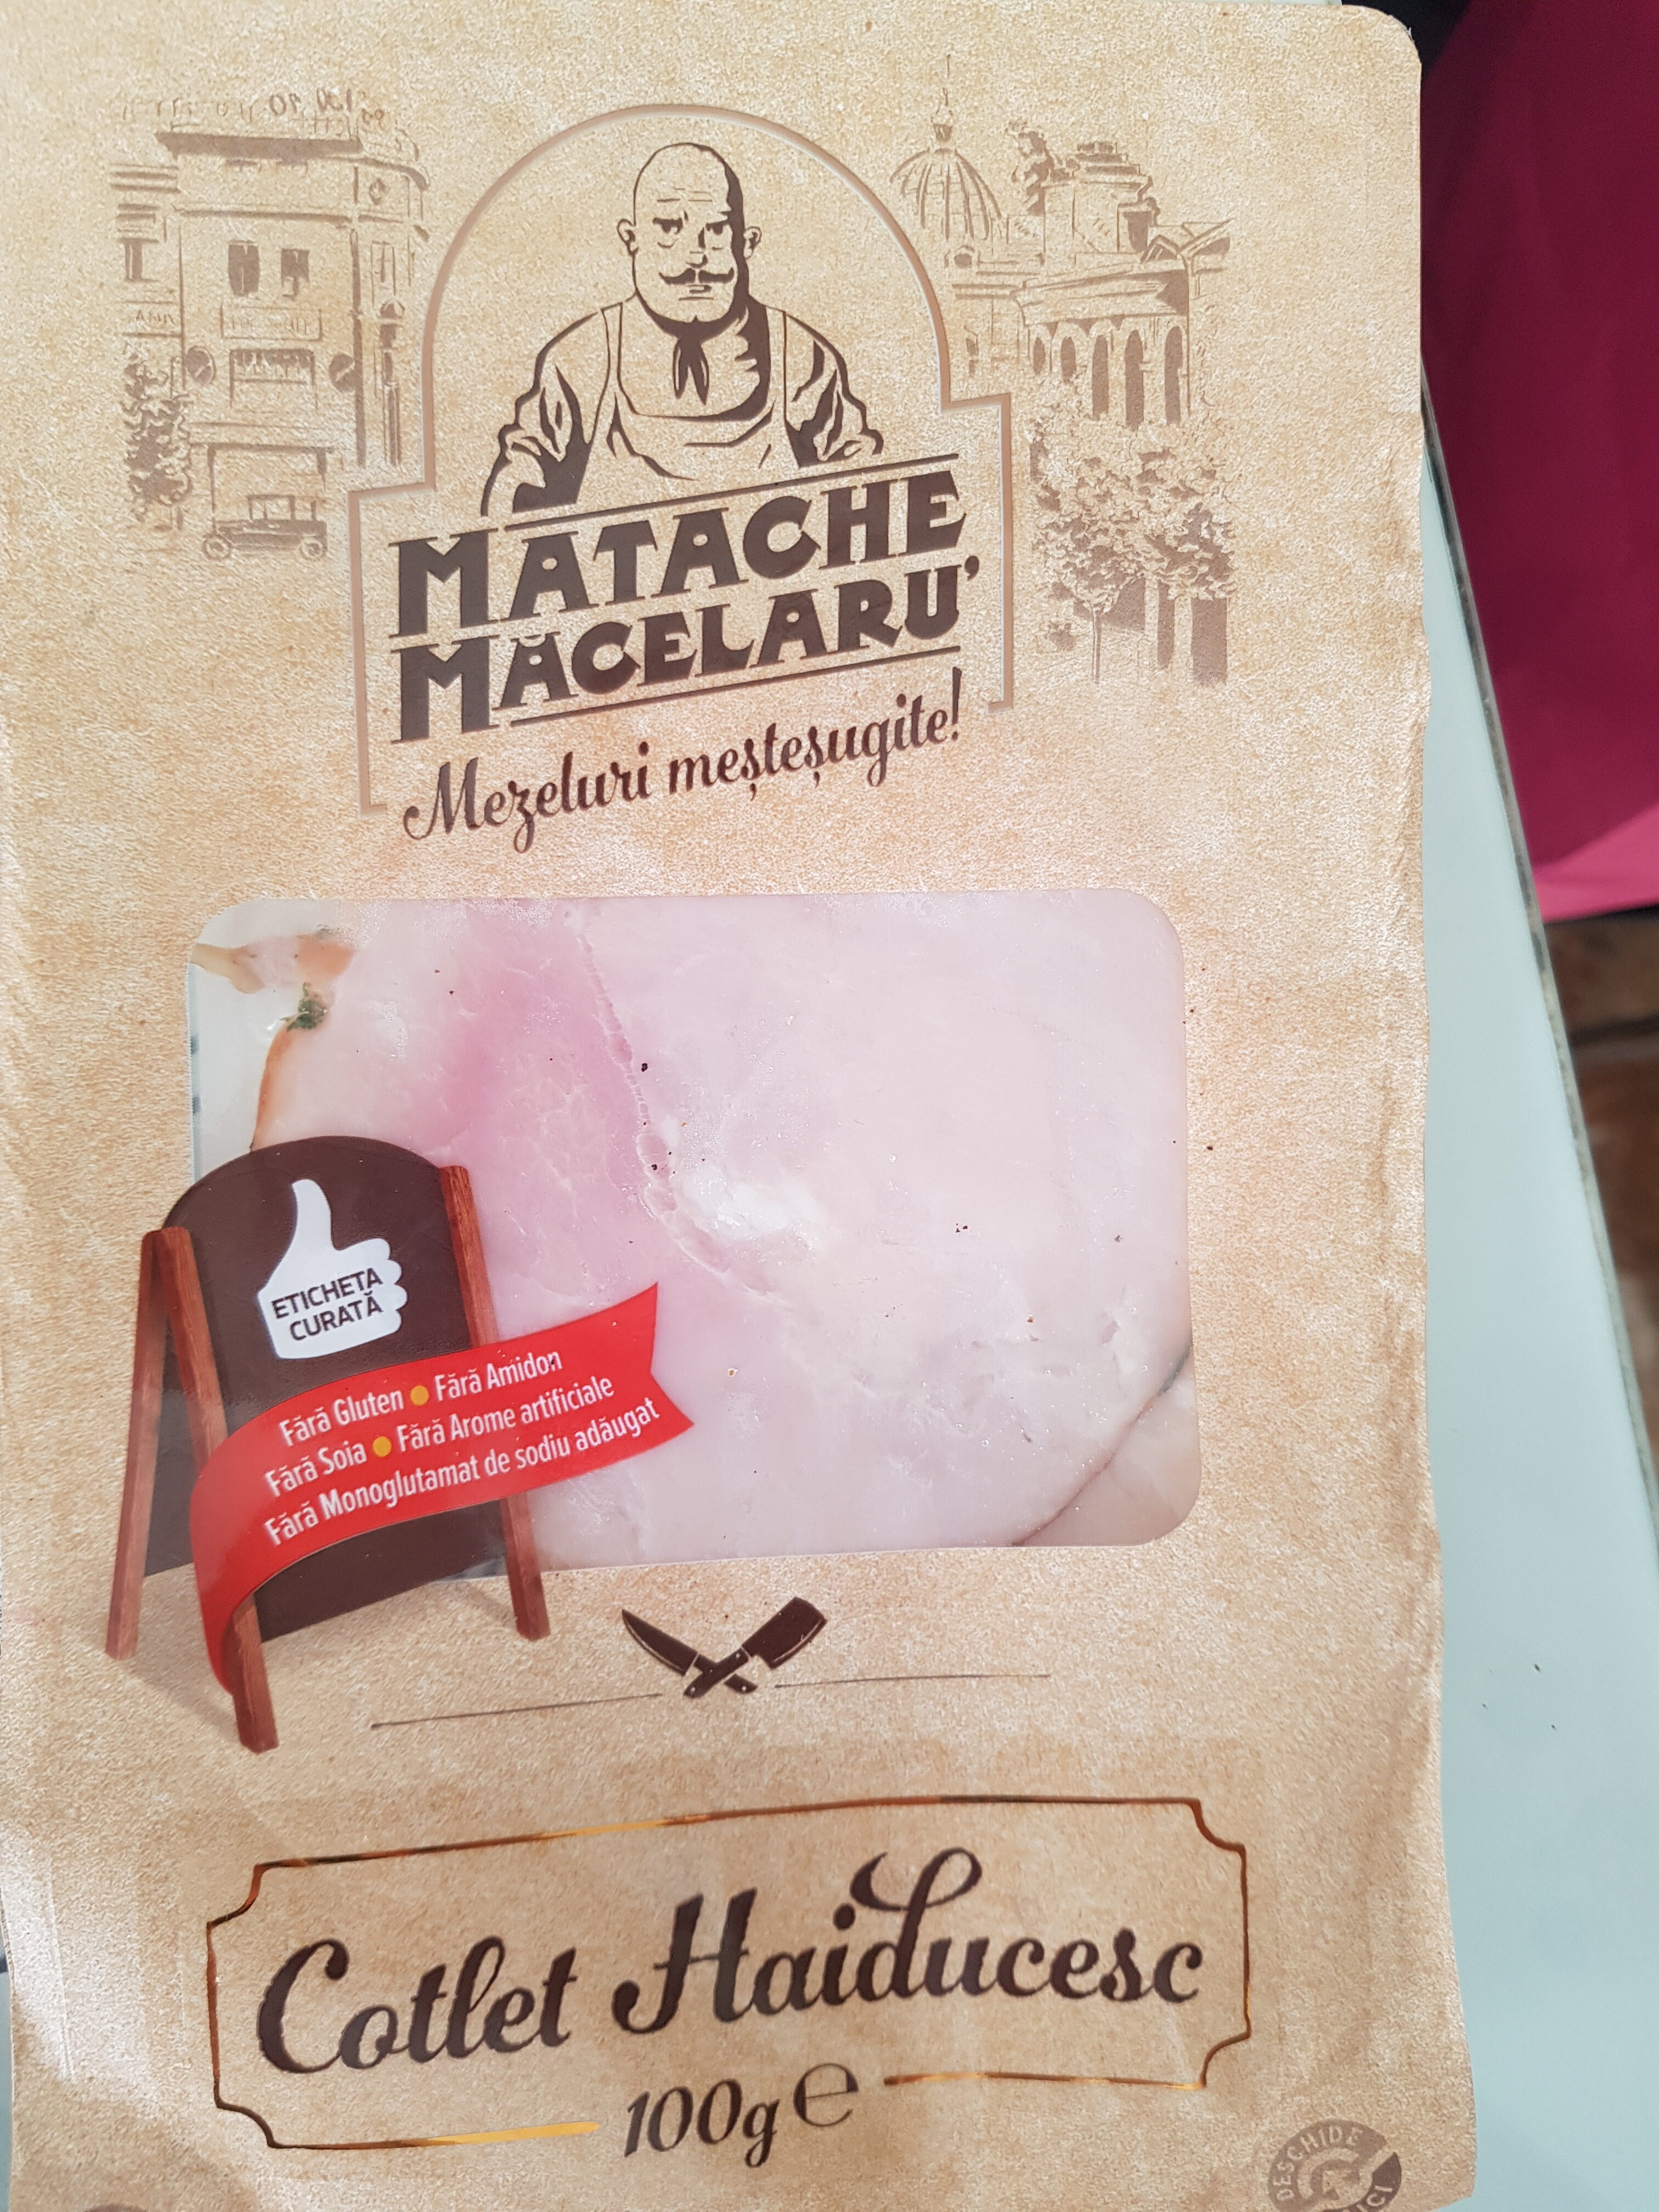 MATACHE
MĂCELARU'
Mezeluri meșteșugite!
ETICHETA
CURATĂ
Fără Gluten ● Fără Amidon
Fără Soia ● Fără Arome artificiale
Fără Monoglutamat de sodiu adăugat
Cotlet Haiducesc
100g ℮
DESCHIDE